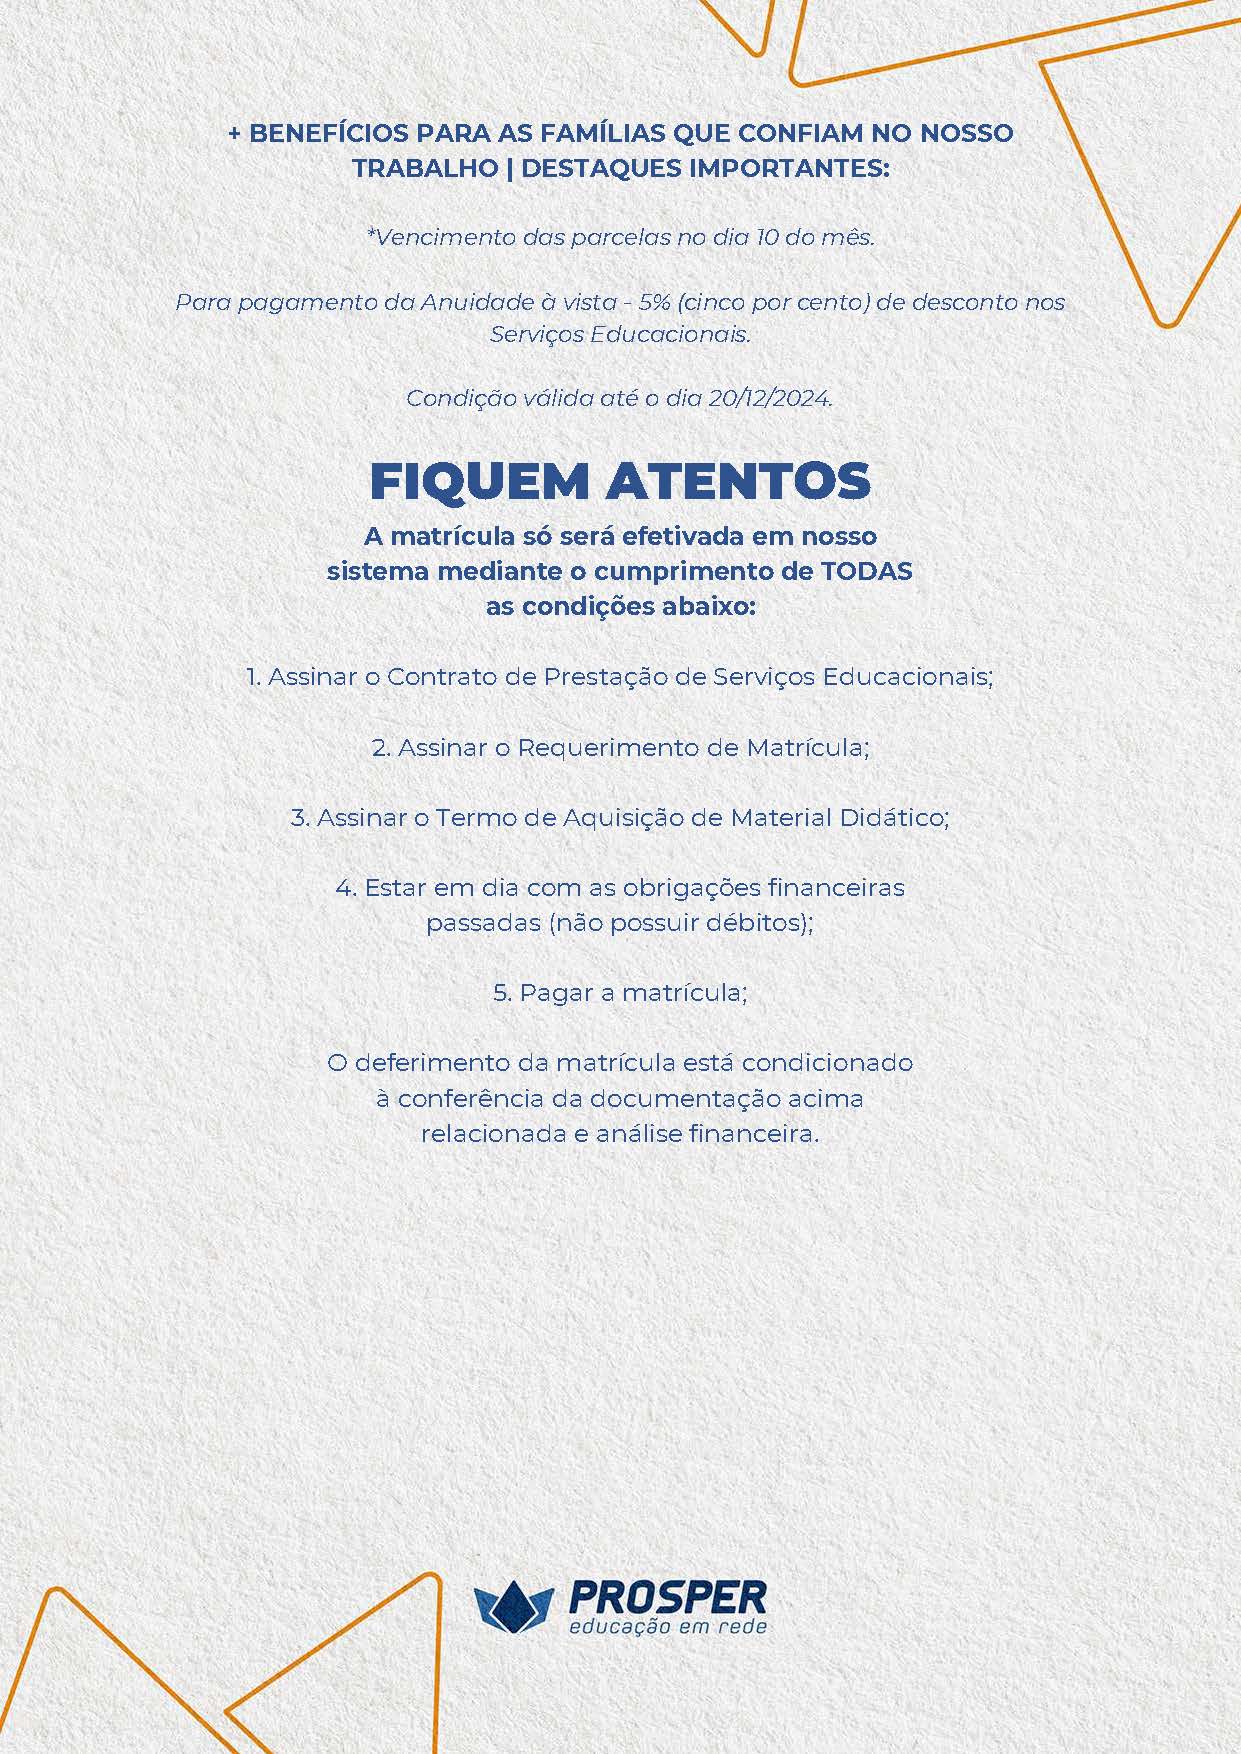 + BENEFÍCIOS PARA AS FAMÍLIAS QUE CONFIAM NO NOSSO
TRABALHO | DESTAQUES IMPORTANTES:
*Vencimento das parcelas no dia 10 do mês.
Para pagamento da Anuidade à vista - 5% (cinco por cento) de desconto nos
Serviços Educacionais.
Condição válida até o dia 20/12/2024.
FIQUEM ATENTOS
A matrícula só será efetivada em nosso
sistema mediante o cumprimento de TODAS
as condições abaixo:
1. Assinar o Contrato de Prestação de Serviços Educacionais;
2. Assinar o Requerimento de Matrícula;
3. Assinar o Termo de Aquisição de Material Didático;
4. Estar em dia com as obrigações financeiras
passadas (não possuir débitos);
5. Pagar a matrícula;
O deferimento da matrícula está condicionado
à conferência da documentação acima
relacionada e análise financeira.
PROSPER
educação em rede